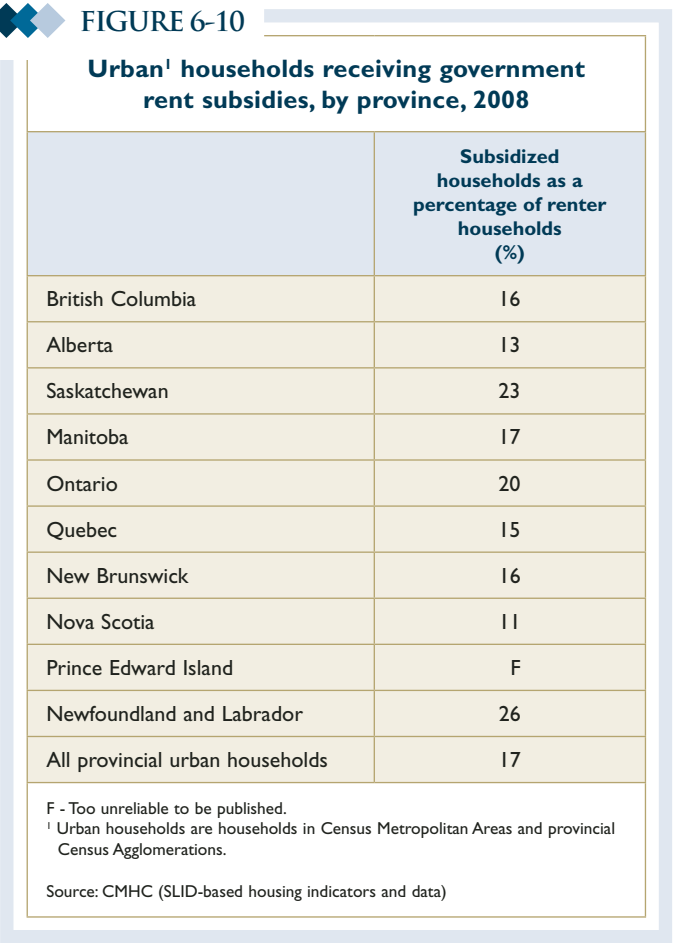 FIGURE 6-10
Urban¹ households receiving government
rent subsidies, by province, 2008
Subsidized
households as a
percentage of renter
households
(%)
British Columbia 16
Alberta 13
Saskatchewan 23
Manitoba 17
Ontario 20
Quebec 15
New Brunswick 16
Nova Scotia 11
Prince Edward Island F
Newfoundland and Labrador 26
All provincial urban households 17
F - Too unreliable to be published.
¹ Urban households are households in Census Metropolitan Areas and provincial
Census Agglomerations.
Source: CMHC (SLID-based housing indicators and data)